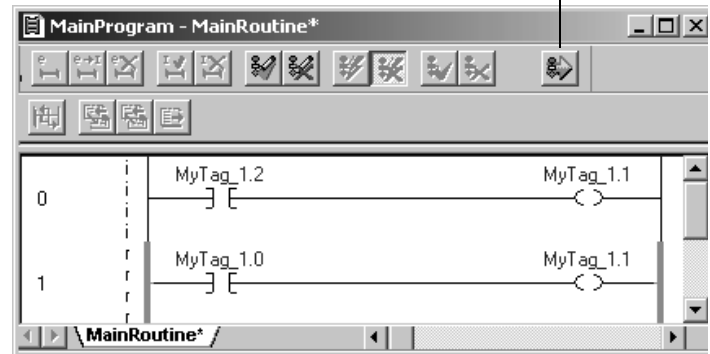 MainProgram - MainRoutine*
e e→I e I I
MyTag_1.2 MyTag_1.1
0
i
i
i
i
MyTag_1.0 MyTag_1.1
1
r
r
r
r
MainRoutine*